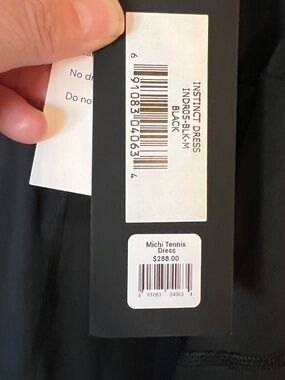 No dr
Do no
INSTINCT DRESS
INDR05-BLK-M
BLACK
6 91083 04063 4
Michi Tennis
Dress
$288.00
6 91083 04063 4